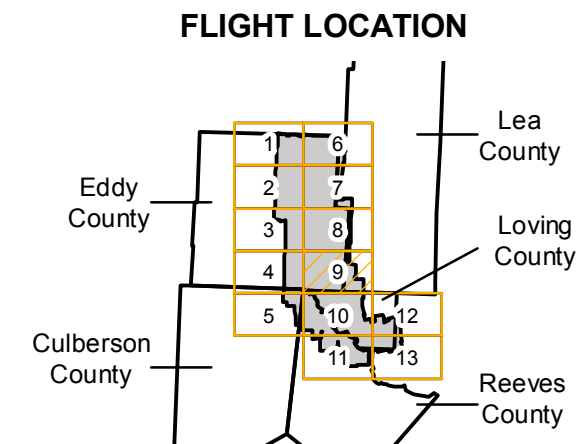 FLIGHT LOCATION
Lea
County
1
6
Eddy
County
2
7
3
8
Loving
County
4
9
5
10
12
Culberson
County
11
13
Reeves
County